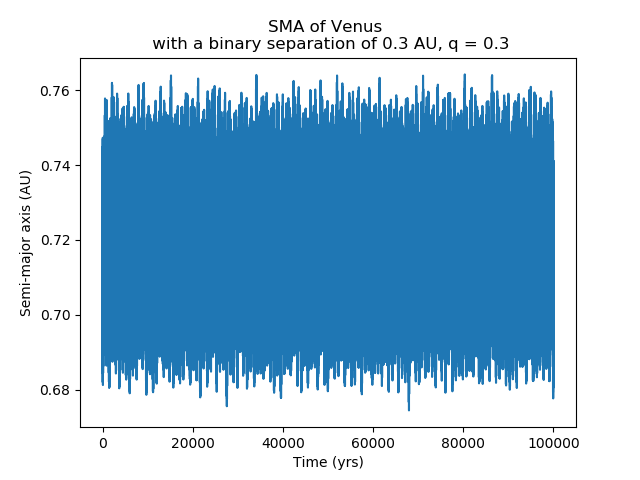 SMA of Venus
with a binary separation of 0.3 AU, q = 0.3
0.76
0.74
0.72
0.70
0.68
Semi-major axis (AU)
0 20000 40000 60000 80000 100000
Time (yrs)